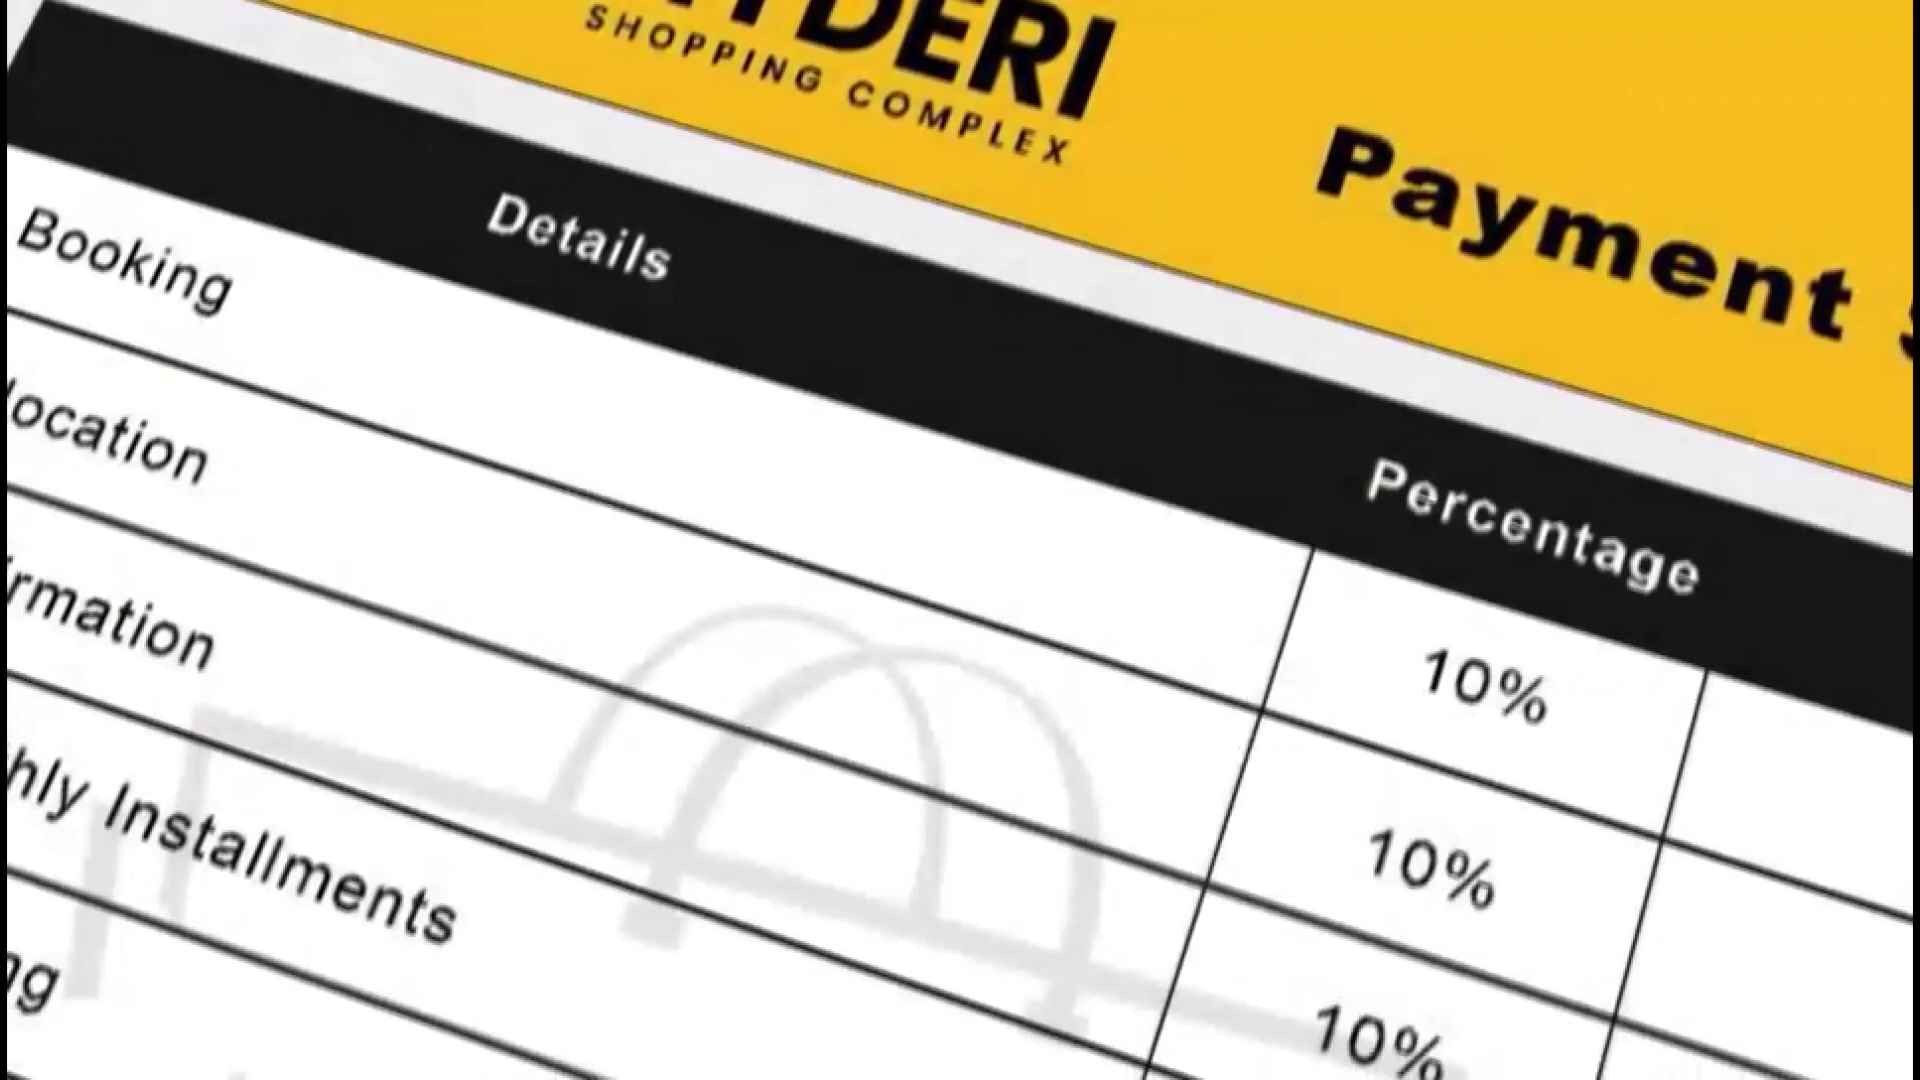 DERI
SHOPPING COMPLEX
Payment
Details
Percentage
Booking
10%
location
10%
rmation
10%
hly Installments
ng